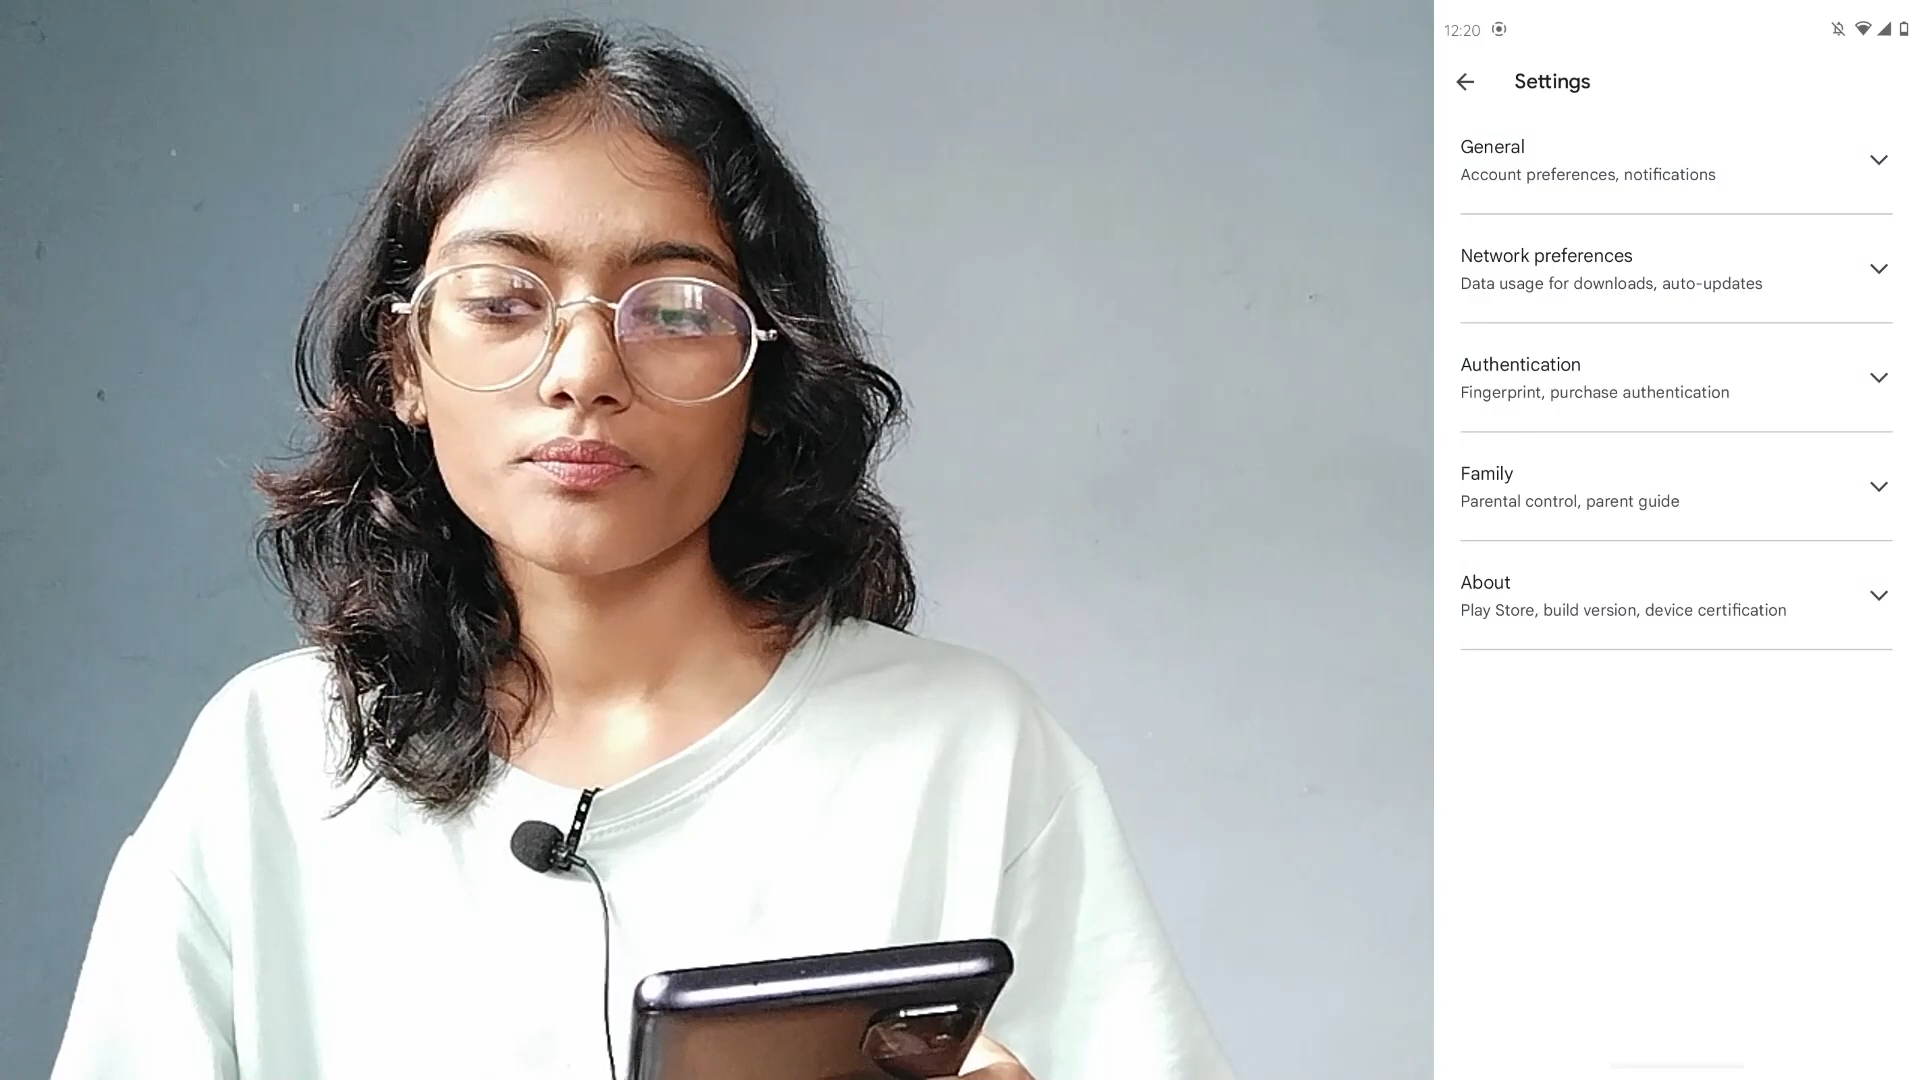 12:20
Settings
General
Account preferences, notifications
Network preferences
Data usage for downloads, auto-updates
Authentication
Fingerprint, purchase authentication
Family
Parental control, parent guide
About
Play Store, build version, device certification